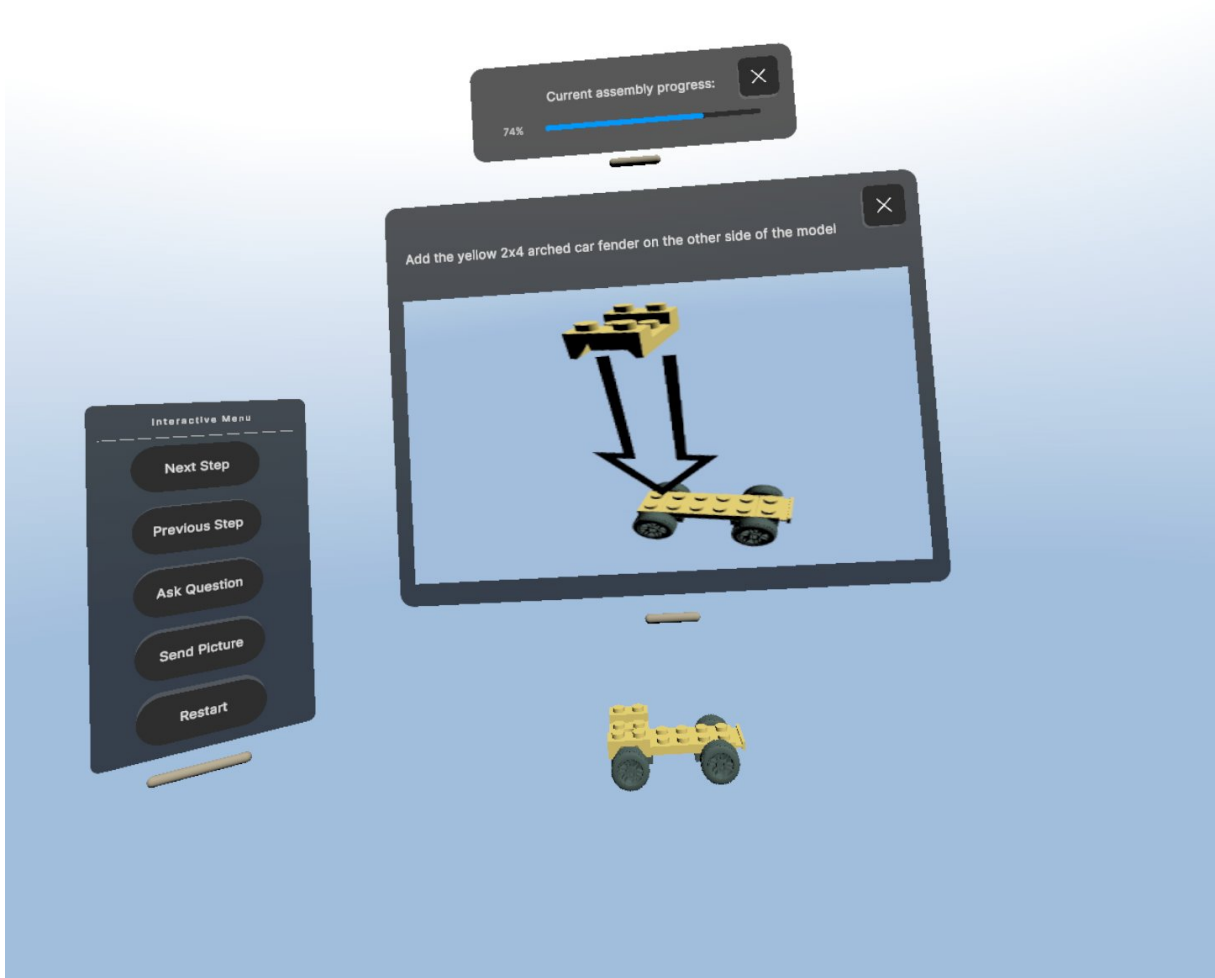 Current assembly progress:
74%
Add the yellow 2x4 arched car fender on the other side of the model
Interactive Menu
Next Step
Previous Step
Ask Question
Send Picture
Restart